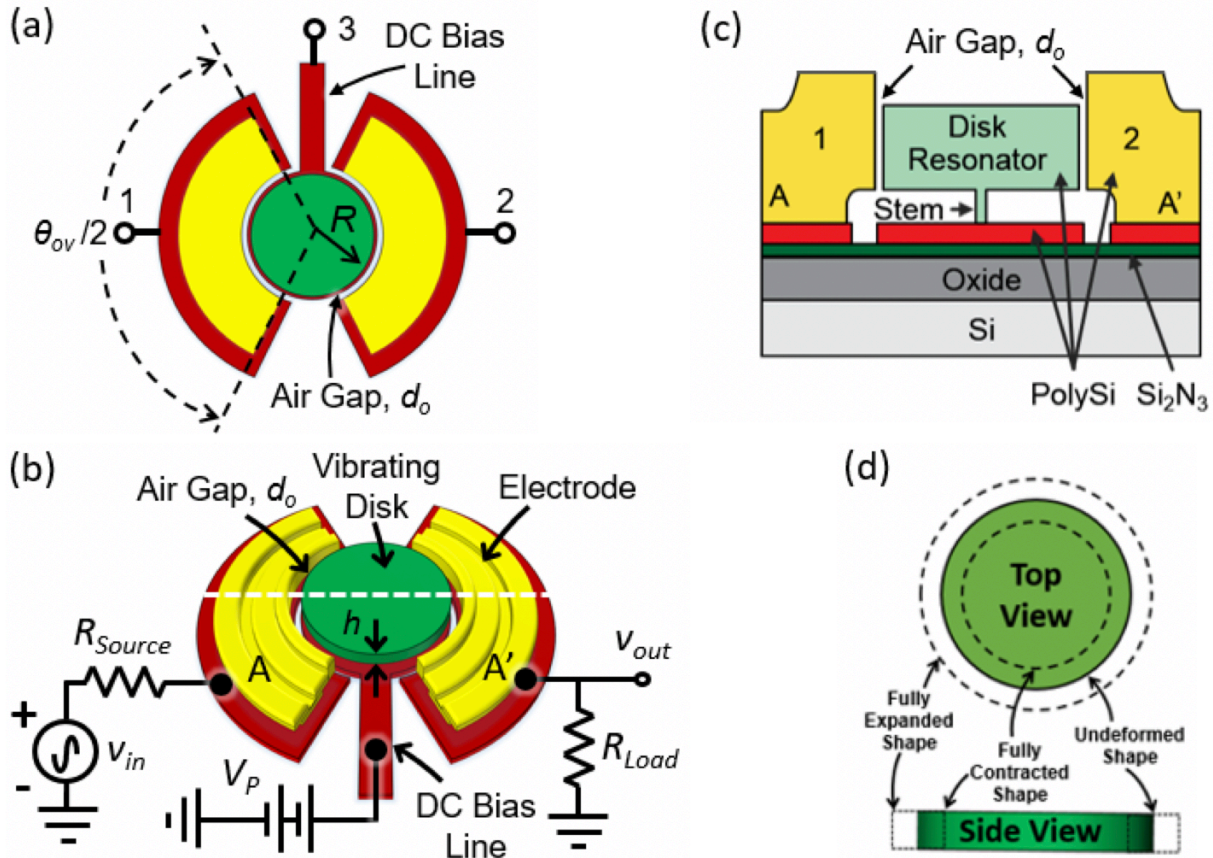 (a)
3
DC Bias
Line
1
θov /2
R
2
Air Gap, do
(b)
Vibrating
Disk
Air Gap, do
Electrode
h
RSource
A
A'
vout
+
vin
-
VP
RLoad
DC Bias
Line
(c)
Air Gap, do
1
Disk
Resonator
2
A
Stem
A'
Oxide
Si
PolySi
Si2N3
(d)
Top
View
Fully
Expanded
Shape
Fully
Contracted
Shape
Undeformed
Shape
Side View